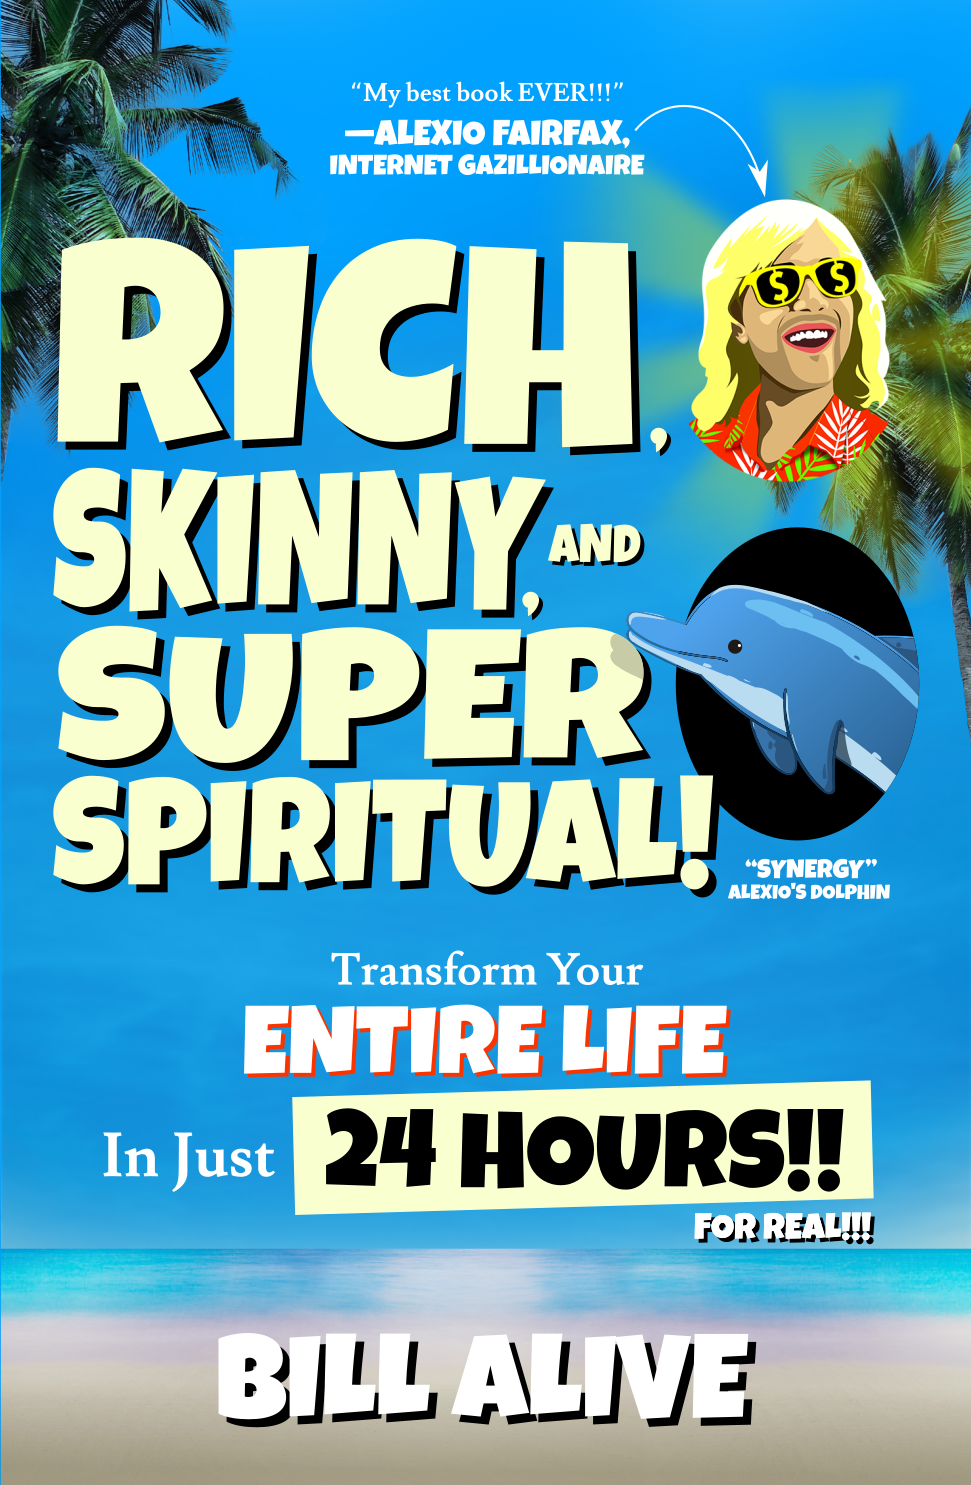 “My best book EVER!!!”
—ALEXIO FAIRFAX,
INTERNET GAZILLIONAIRE
$ $
RICH,
SKINNY, AND
SUPER
SPIRITUAL!
“SYNERGY”
ALEXIO'S DOLPHIN
Transform Your
ENTIRE LIFE
In Just 24 HOURS!!
FOR REAL!!!
BILL ALIVE